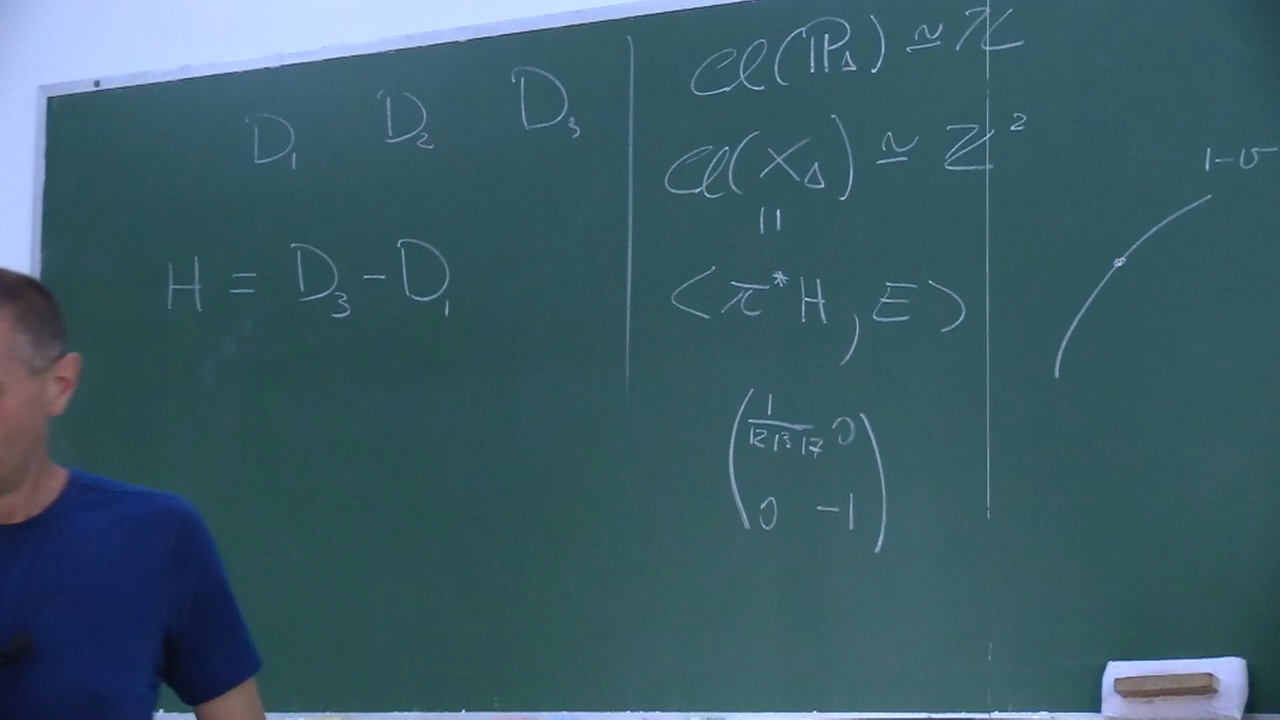 D₁ D₂ D₃
H = D₃ - D₁
Cl(ℙ_Δ) ≃ ℤ
Cl(X_Δ) ≃ ℤ²
||
<π*H, E>
( 1/(12 13 17) 0
0 -1 )
1-v